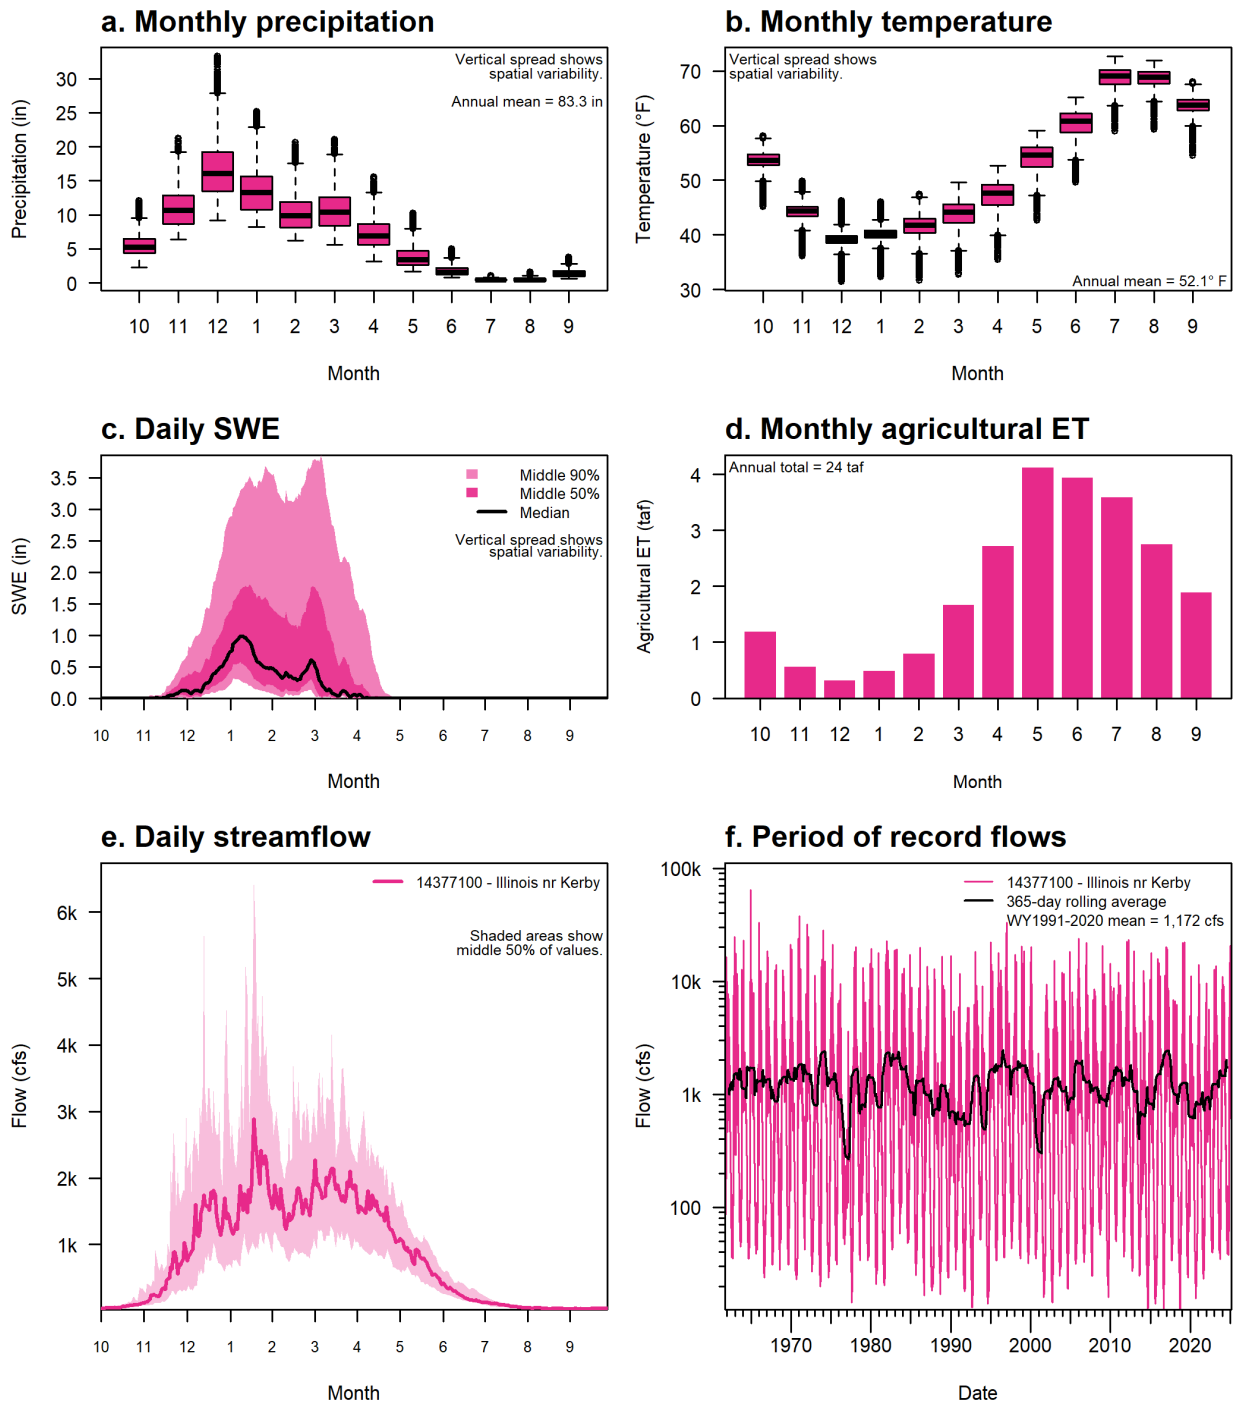 a. Monthly precipitation
Vertical spread shows
spatial variability.
Annual mean = 83.3 in
Precipitation (in)
30
25
20
15
10
5
0
10 11 12 1 2 3 4 5 6 7 8 9
Month
b. Monthly temperature
Vertical spread shows
spatial variability.
Annual mean = 52.1° F
Temperature (°F)
70
60
50
40
30
10 11 12 1 2 3 4 5 6 7 8 9
Month
c. Daily SWE
Middle 90%
Middle 50%
Median
Vertical spread shows
spatial variability.
SWE (in)
3.5
3.0
2.5
2.0
1.5
1.0
0.5
0.0
10 11 12 1 2 3 4 5 6 7 8 9
Month
d. Monthly agricultural ET
Annual total = 24 taf
Agricultural ET (taf)
4
3
2
1
0
10 11 12 1 2 3 4 5 6 7 8 9
Month
e. Daily streamflow
14377100 - Illinois nr Kerby
Shaded areas show
middle 50% of values.
Flow (cfs)
6k
5k
4k
3k
2k
1k
10 11 12 1 2 3 4 5 6 7 8 9
Month
f. Period of record flows
14377100 - Illinois nr Kerby
365-day rolling average
WY1991-2020 mean = 1,172 cfs
Flow (cfs)
100k
10k
1k
100
1970 1980 1990 2000 2010 2020
Date